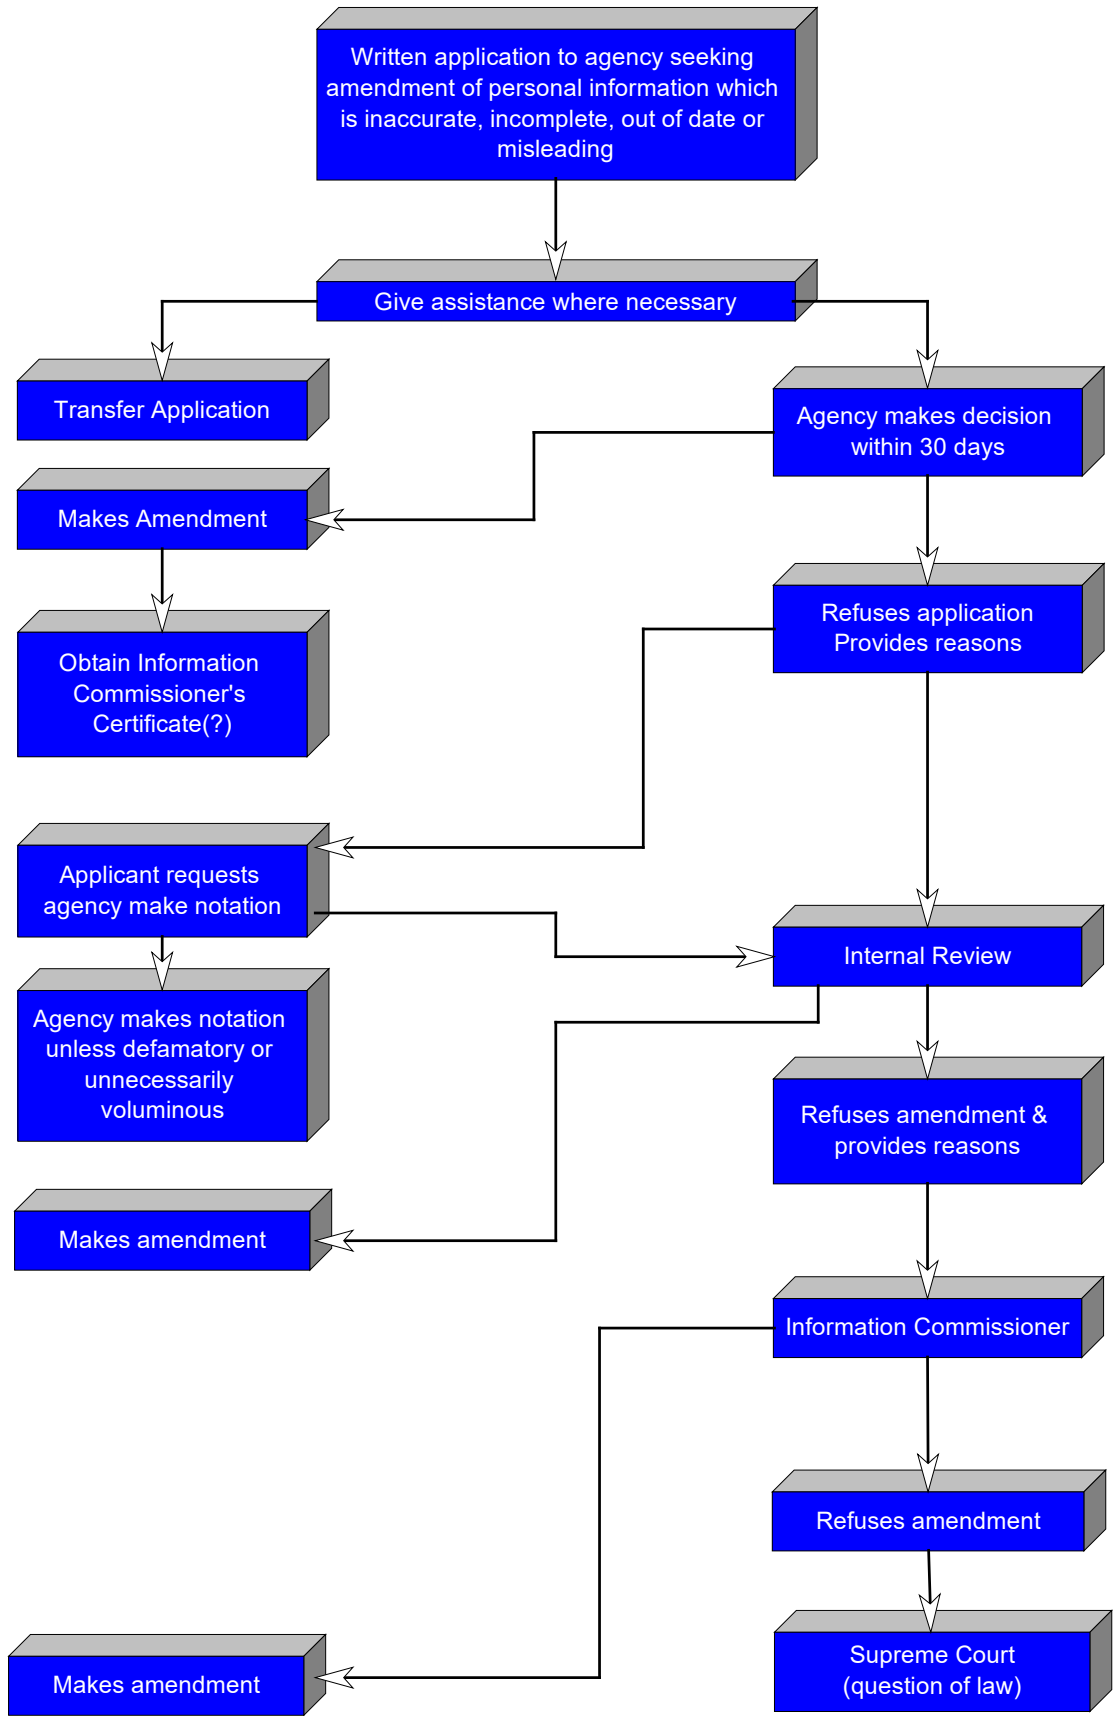 Written application to agency seeking
amendment of personal information which
is inaccurate, incomplete, out of date or
misleading
Give assistance where necessary
Transfer Application
Agency makes decision
within 30 days
Makes Amendment
Refuses application
Provides reasons
Obtain Information
Commissioner's
Certificate(?)
Applicant requests
agency make notation
Internal Review
Agency makes notation
unless defamatory or
unnecessarily
voluminous
Refuses amendment &
provides reasons
Makes amendment
Information Commissioner
Refuses amendment
Supreme Court
(question of law)
Makes amendment